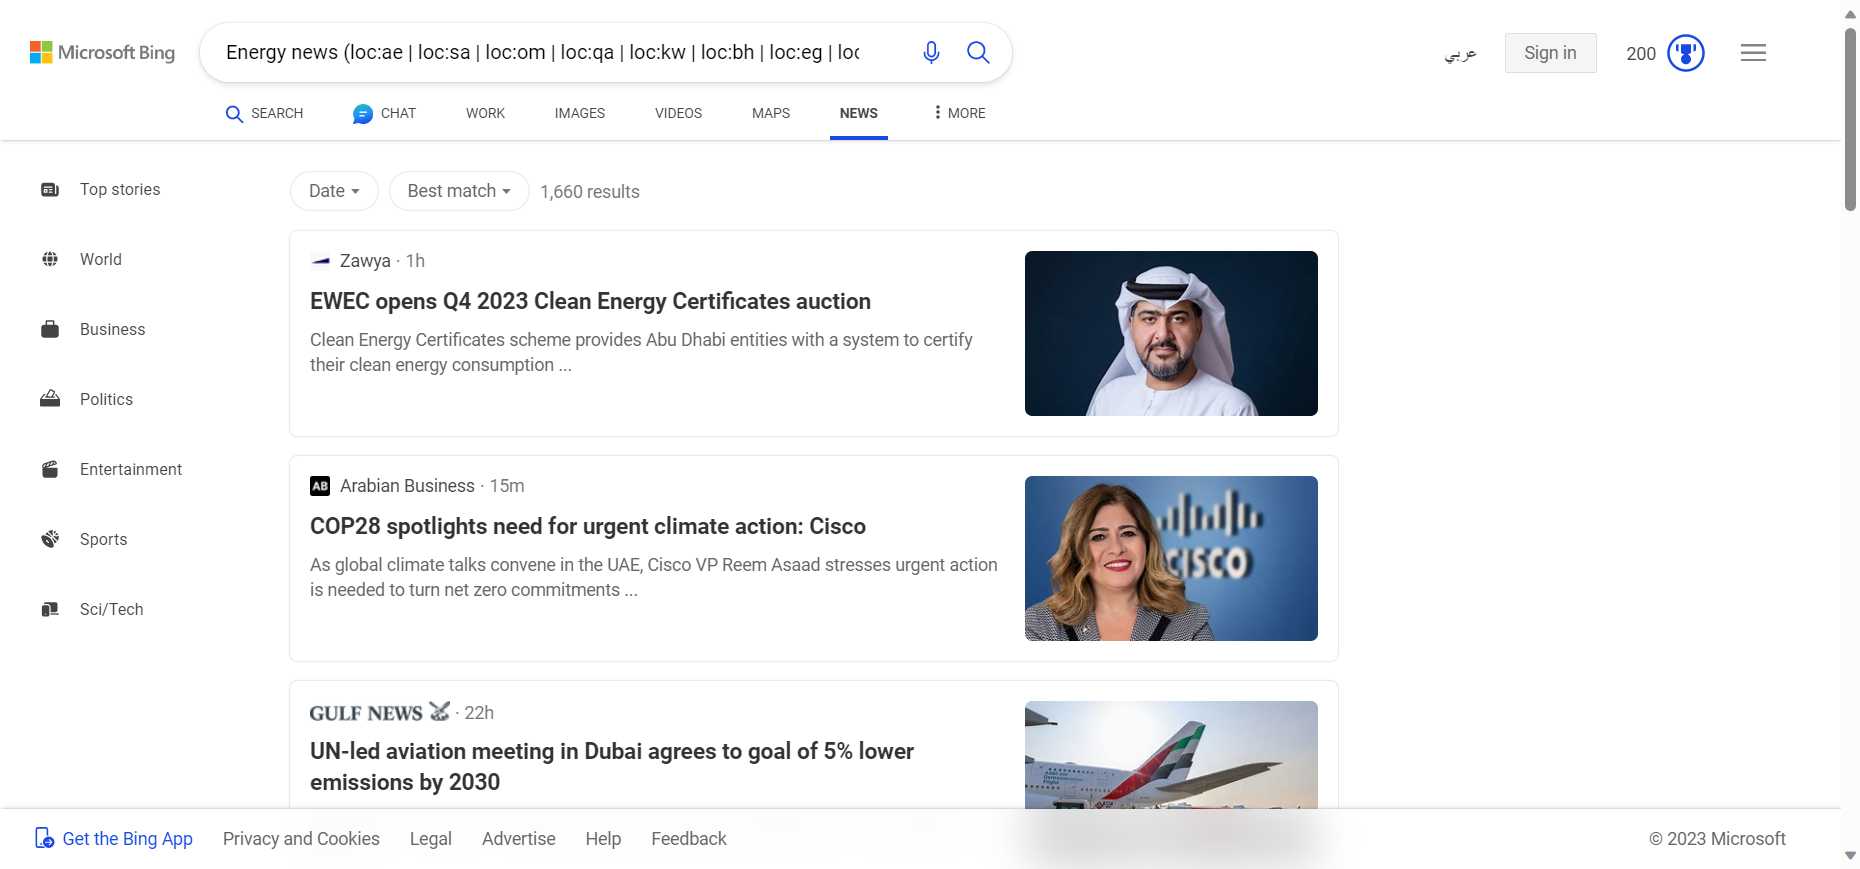 Microsoft Bing
Energy news (loc:ae | loc:sa | loc:om | loc:qa | loc:kw | loc:bh | loc:eg | loc
عربي
Sign in
200
SEARCH
CHAT
WORK
IMAGES
VIDEOS
MAPS
NEWS
MORE
Top stories
World
Business
Politics
Entertainment
Sports
Sci/Tech
Date
Best match
1,660 results
Zawya · 1h
EWEC opens Q4 2023 Clean Energy Certificates auction
Clean Energy Certificates scheme provides Abu Dhabi entities with a system to certify
their clean energy consumption ...
AB Arabian Business · 15m
COP28 spotlights need for urgent climate action: Cisco
As global climate talks convene in the UAE, Cisco VP Reem Asaad stresses urgent action
is needed to turn net zero commitments ...
CISCO
GULF NEWS · 22h
UN-led aviation meeting in Dubai agrees to goal of 5% lower
emissions by 2030
Get the Bing App
Privacy and Cookies
Legal
Advertise
Help
Feedback
© 2023 Microsoft